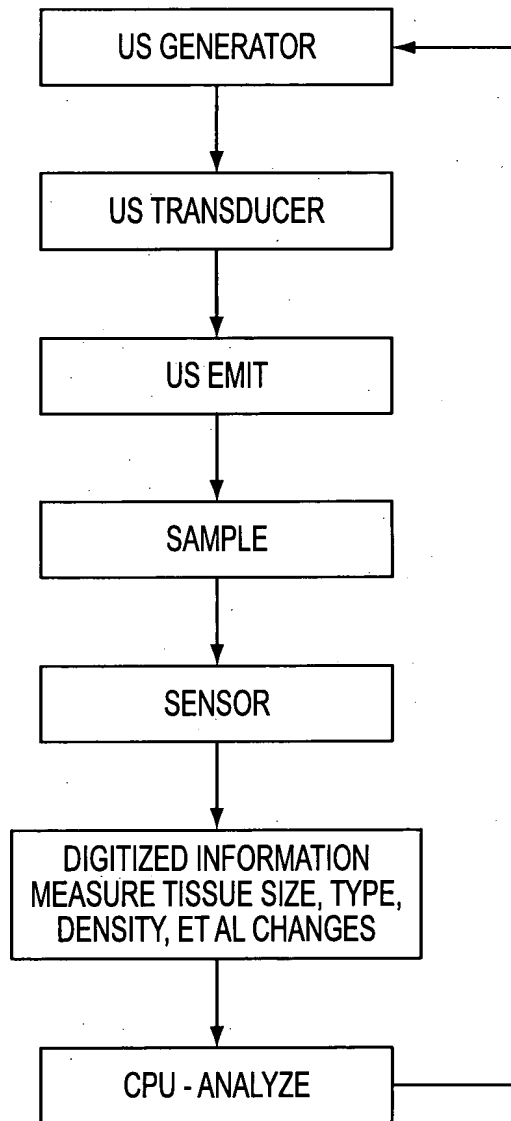 US GENERATOR
US TRANSDUCER
US EMIT
SAMPLE
SENSOR
DIGITIZED INFORMATION
MEASURE TISSUE SIZE, TYPE,
DENSITY, ET AL CHANGES
CPU - ANALYZE